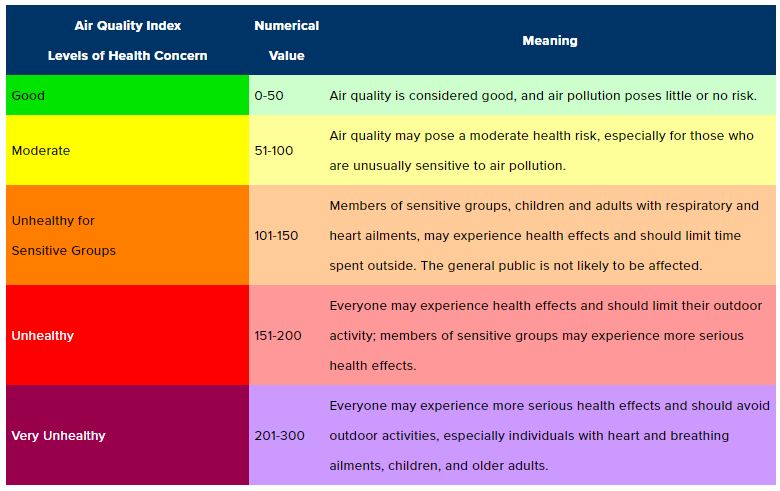 Air Quality Index
Levels of Health Concern
Numerical
Value
Meaning
Good
0-50
Air quality is considered good, and air pollution poses little or no risk.
Moderate
51-100
Air quality may pose a moderate health risk, especially for those who
are unusually sensitive to air pollution.
Unhealthy for
Sensitive Groups
101-150
Members of sensitive groups, children and adults with respiratory and
heart ailments, may experience health effects and should limit time
spent outside. The general public is not likely to be affected.
Unhealthy
151-200
Everyone may experience health effects and should limit their outdoor
activity; members of sensitive groups may experience more serious
health effects.
Very Unhealthy
201-300
Everyone may experience more serious health effects and should avoid
outdoor activities, especially individuals with heart and breathing
ailments, children, and older adults.